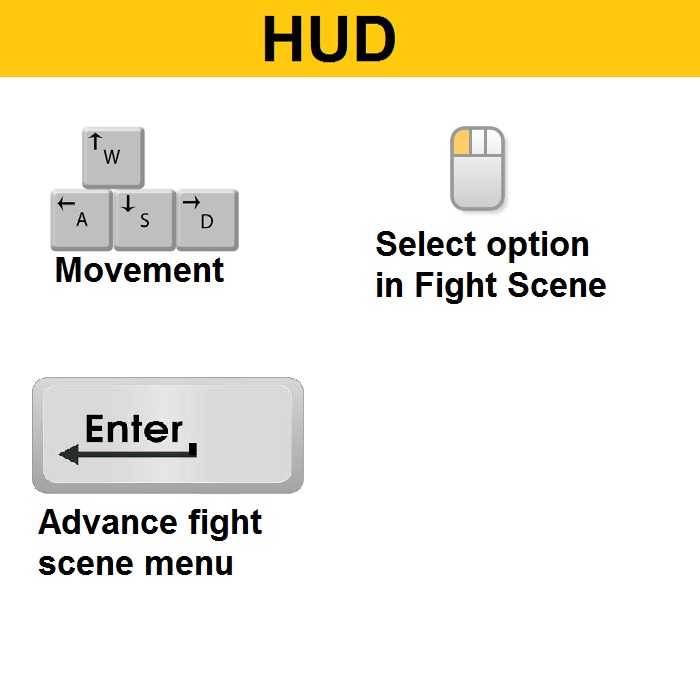 HUD
W
A S D
Movement
Select option
in Fight Scene
Enter
Advance fight
scene menu